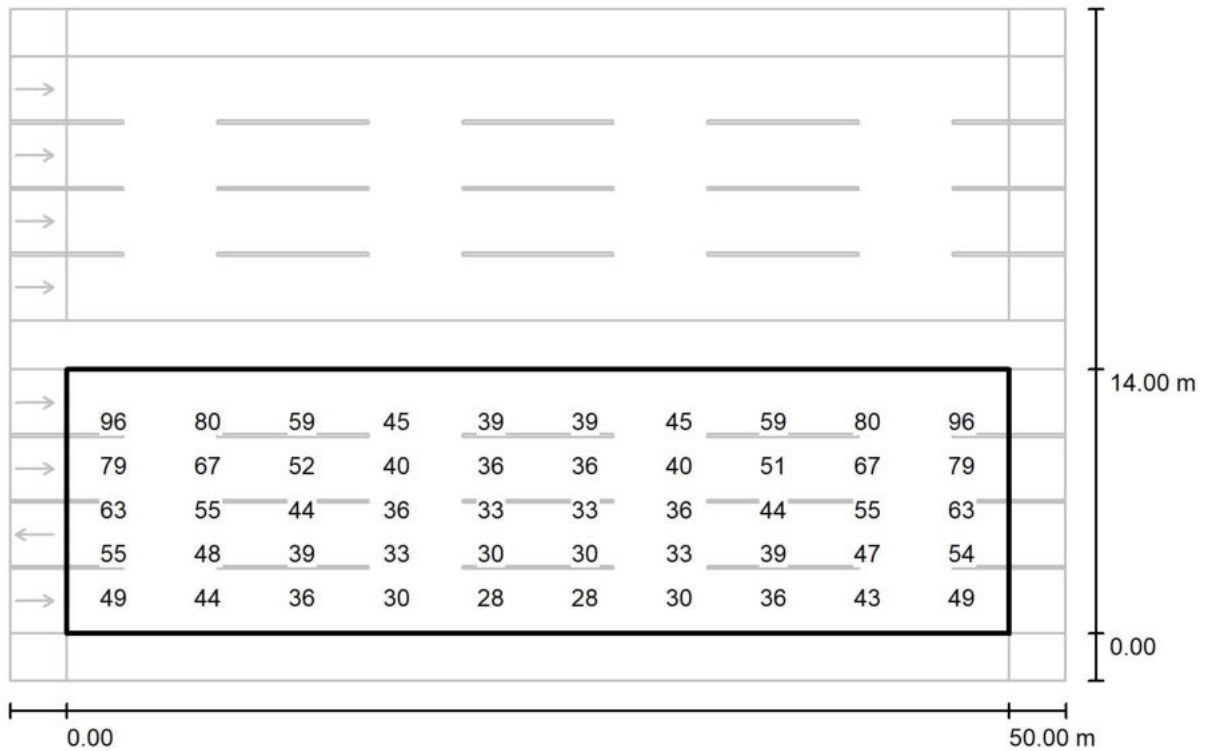 14.00 m
96 80 59 45 39 39 45 59 80 96
79 67 52 40 36 36 40 51 67 79
63 55 44 36 33 33 36 44 55 63
55 48 39 33 30 30 33 39 47 54
49 44 36 30 28 28 30 36 43 49
0.00
0.00 50.00 m